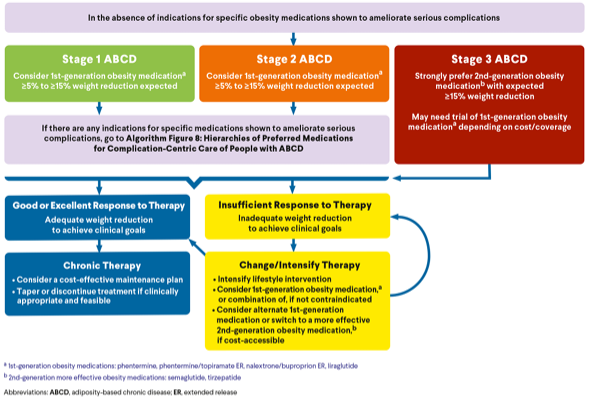 In the absence of indications for specific obesity medications shown to ameliorate serious complications
Stage 1 ABCD
Consider 1st-generation obesity medicationᵃ
≥5% to ≥15% weight reduction expected
Stage 2 ABCD
Consider 1st-generation obesity medicationᵃ
≥5% to ≥15% weight reduction expected
Stage 3 ABCD
Strongly prefer 2nd-generation obesity
medicationᵇ with expected
≥15% weight reduction
May need trial of 1st-generation obesity
medicationᵃ depending on cost/coverage
If there are any indications for specific medications shown to ameliorate serious
complications, go to Algorithm Figure 8: Hierarchies of Preferred Medications
for Complication-Centric Care of People with ABCD
Good or Excellent Response to Therapy
Adequate weight reduction
to achieve clinical goals
Insufficient Response to Therapy
Inadequate weight reduction
to achieve clinical goals
Chronic Therapy
• Consider a cost-effective maintenance plan
• Taper or discontinue treatment if clinically
appropriate and feasible
Change/Intensify Therapy
• Intensify lifestyle intervention
• Consider 1st-generation obesity medication,ᵃ
or combination of, if not contraindicated
• Consider alternate 1st-generation
medication or switch to a more effective
2nd-generation obesity medication,ᵇ
if cost-accessible
ᵃ 1st-generation obesity medications: phentermine, phentermine/topiramate ER, nalextrone/buproprion ER, liraglutide
ᵇ 2nd-generation more effective obesity medications: semaglutide, tirzepatide
Abbreviations: ABCD, adiposity-based chronic disease; ER, extended release